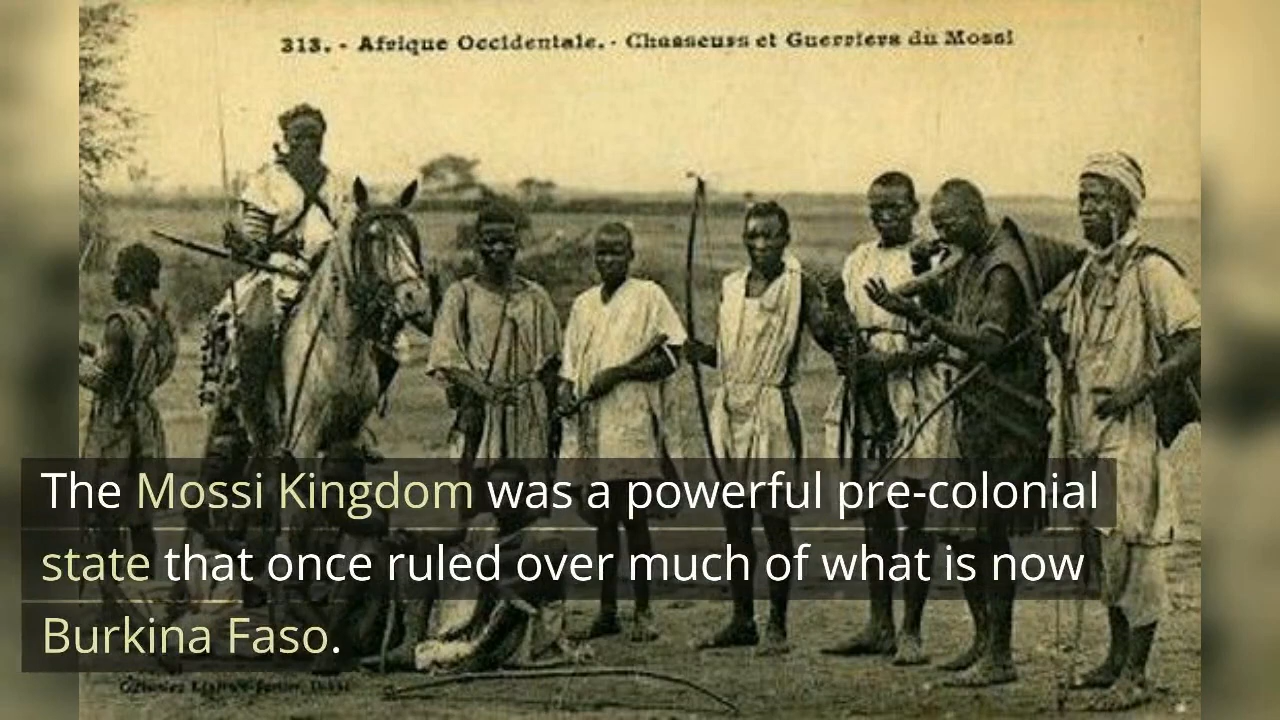 313. - Afrique Occidentale. - Chasseurs et Guerriers du Mossi
The Mossi Kingdom was a powerful pre-colonial
state that once ruled over much of what is now
Burkina Faso.